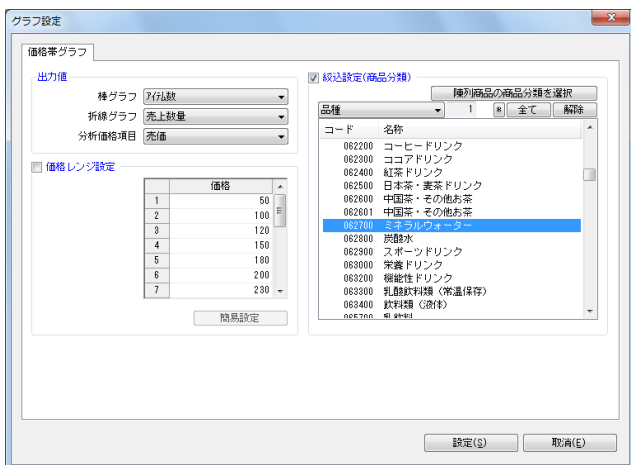 グラフ設定
価格帯グラフ
出力値
棒グラフ ｱｲﾃﾑ数
折線グラフ 売上数量
分析価格項目 売価
価格レンジ設定
価格
1 50
2 100
3 120
4 150
5 180
6 200
7 230
簡易設定
絞込設定(商品分類)
陳列商品の商品分類を選択
品種 1 * 全て 解除
コード 名称
062200 コーヒードリンク
062300 ココアドリンク
062400 紅茶ドリンク
062500 日本茶・麦茶ドリンク
062600 中国茶・その他お茶
062601 中国茶・その他お茶
062700 ミネラルウォーター
062800 炭酸水
062900 スポーツドリンク
063000 栄養ドリンク
063200 機能性ドリンク
063300 乳酸飲料類（常温保存）
063400 飲料類（液体）
065700 乳飲料
設定(S) 取消(E)